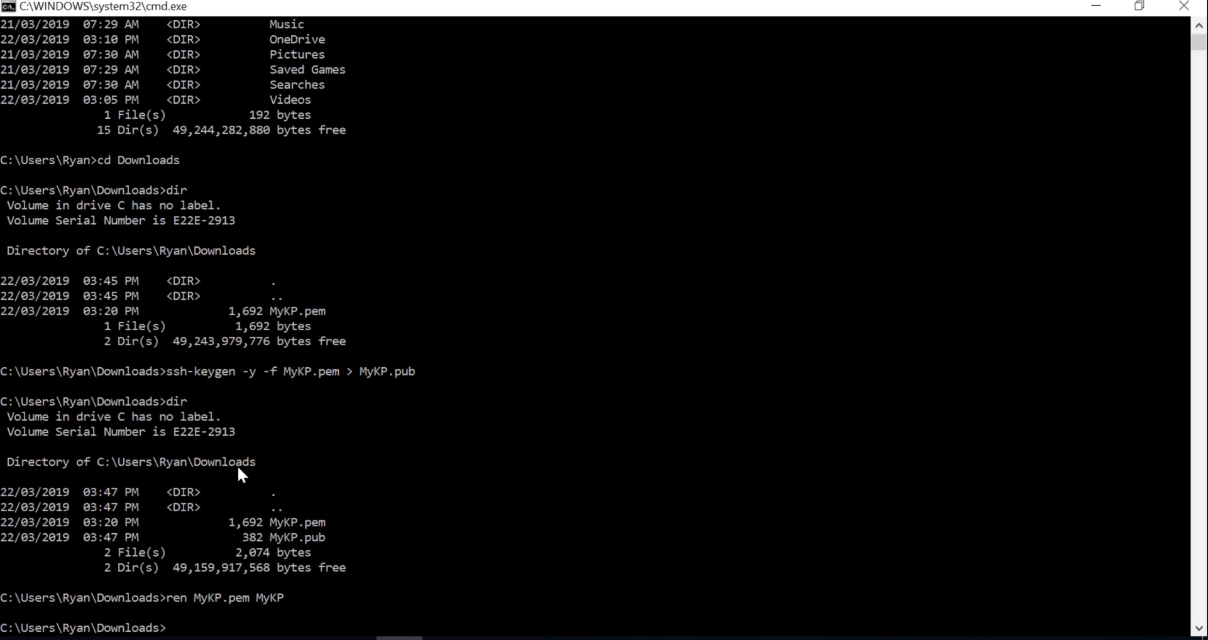 C:\WINDOWS\system32\cmd.exe
21/03/2019  07:29 AM    <DIR>          Music
22/03/2019  03:10 PM    <DIR>          OneDrive
21/03/2019  07:30 AM    <DIR>          Pictures
21/03/2019  07:29 AM    <DIR>          Saved Games
21/03/2019  07:30 AM    <DIR>          Searches
22/03/2019  03:05 PM    <DIR>          Videos
               1 File(s)            192 bytes
              15 Dir(s)  49,244,282,880 bytes free
C:\Users\Ryan>cd Downloads
C:\Users\Ryan\Downloads>dir
 Volume in drive C has no label.
 Volume Serial Number is E22E-2913
 Directory of C:\Users\Ryan\Downloads
22/03/2019  03:45 PM    <DIR>          .
22/03/2019  03:45 PM    <DIR>          ..
22/03/2019  03:20 PM             1,692 MyKP.pem
               1 File(s)          1,692 bytes
               2 Dir(s)  49,243,979,776 bytes free
C:\Users\Ryan\Downloads>ssh-keygen -y -f MyKP.pem > MyKP.pub
C:\Users\Ryan\Downloads>dir
 Volume in drive C has no label.
 Volume Serial Number is E22E-2913
 Directory of C:\Users\Ryan\Downloads
22/03/2019  03:47 PM    <DIR>          .
22/03/2019  03:47 PM    <DIR>          ..
22/03/2019  03:20 PM             1,692 MyKP.pem
22/03/2019  03:47 PM               382 MyKP.pub
               2 File(s)          2,074 bytes
               2 Dir(s)  49,159,917,568 bytes free
C:\Users\Ryan\Downloads>ren MyKP.pem MyKP
C:\Users\Ryan\Downloads>